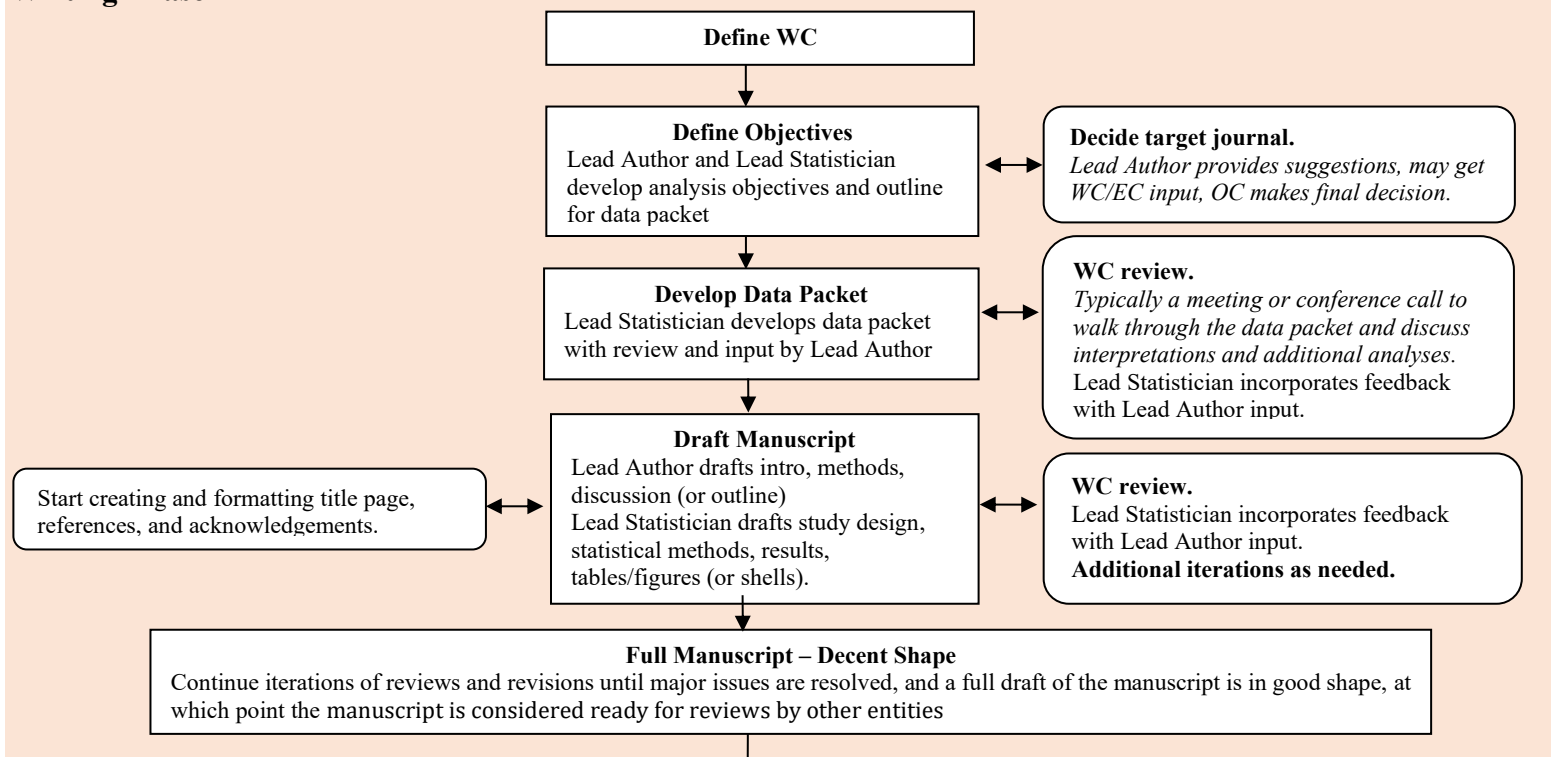 Define WC
Define Objectives
Lead Author and Lead Statistician
develop analysis objectives and outline
for data packet
Decide target journal.
Lead Author provides suggestions, may get
WC/EC input, OC makes final decision.
Develop Data Packet
Lead Statistician develops data packet
with review and input by Lead Author
WC review.
Typically a meeting or conference call to
walk through the data packet and discuss
interpretations and additional analyses.
Lead Statistician incorporates feedback
with Lead Author input.
Draft Manuscript
Lead Author drafts intro, methods,
discussion (or outline)
Lead Statistician drafts study design,
statistical methods, results,
tables/figures (or shells).
Start creating and formatting title page,
references, and acknowledgements.
WC review.
Lead Statistician incorporates feedback
with Lead Author input.
Additional iterations as needed.
Full Manuscript – Decent Shape
Continue iterations of reviews and revisions until major issues are resolved, and a full draft of the manuscript is in good shape, at
which point the manuscript is considered ready for reviews by other entities